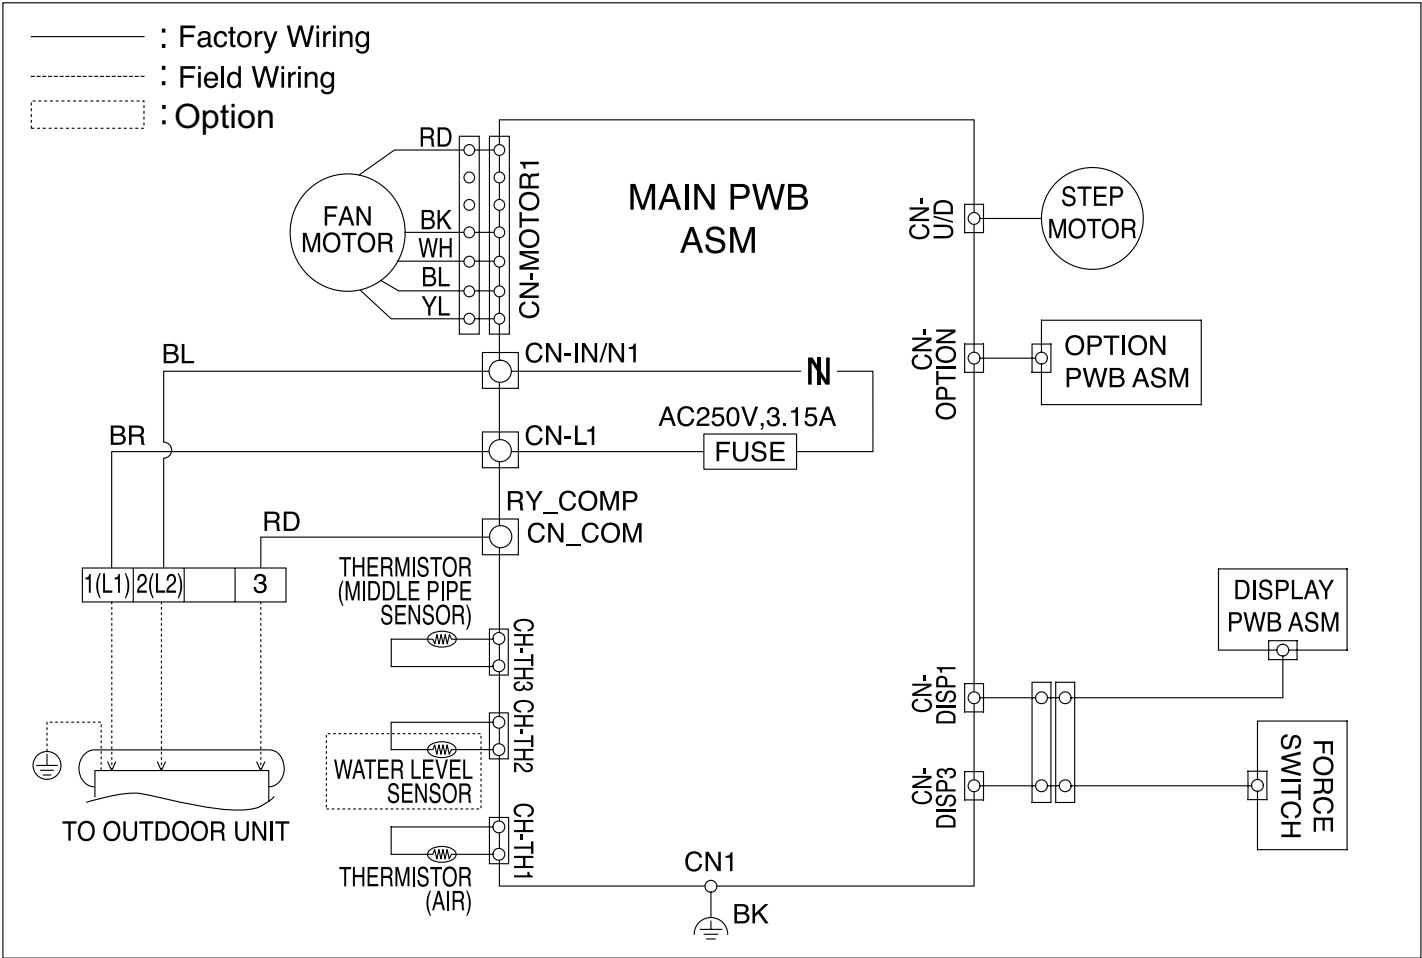 : Factory Wiring
: Field Wiring
: Option
RD
BK
WH
BL
YL
FAN
MOTOR
CN-MOTOR1
MAIN PWB
ASM
CN-
U/D
STEP
MOTOR
CN-
OPTION
OPTION
PWB ASM
BL
CN-IN/N1
AC250V,3.15A
FUSE
BR
CN-L1
RY_COMP
CN_COM
RD
1(L1)
2(L2)
3
THERMISTOR
(MIDDLE PIPE
SENSOR)
CH-TH3
CH-TH2
WATER LEVEL
SENSOR
CH-TH1
THERMISTOR
(AIR)
TO OUTDOOR UNIT
CN1
BK
CN-
DISP1
CN-
DISP3
DISPLAY
PWB ASM
FORCE
SWITCH